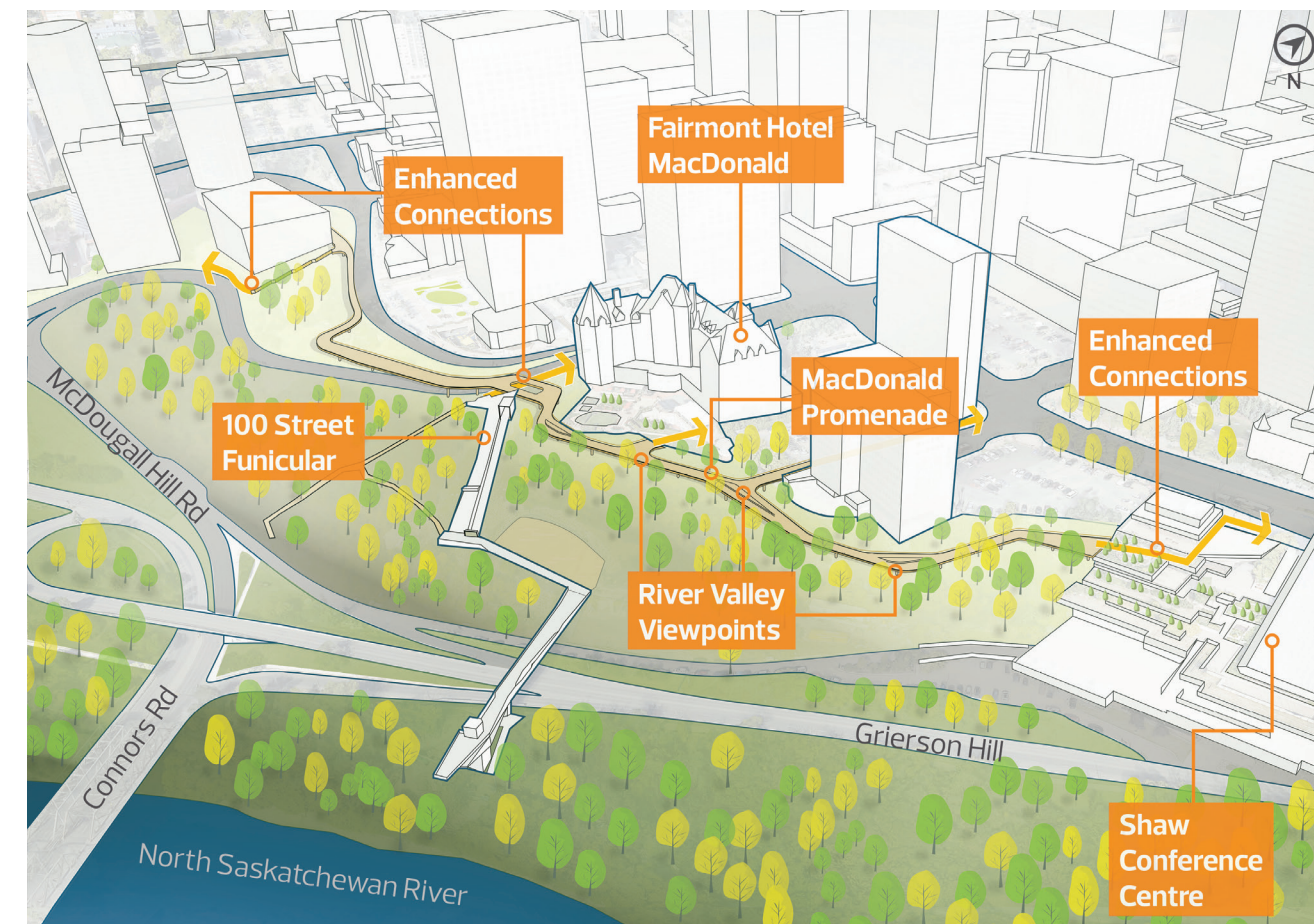 N
Fairmont Hotel
MacDonald
Enhanced
Connections
Enhanced
Connections
MacDonald
Promenade
100 Street
Funicular
McDougall Hill Rd
River Valley
Viewpoints
Connors Rd
Grierson Hill
Shaw
Conference
Centre
North Saskatchewan River